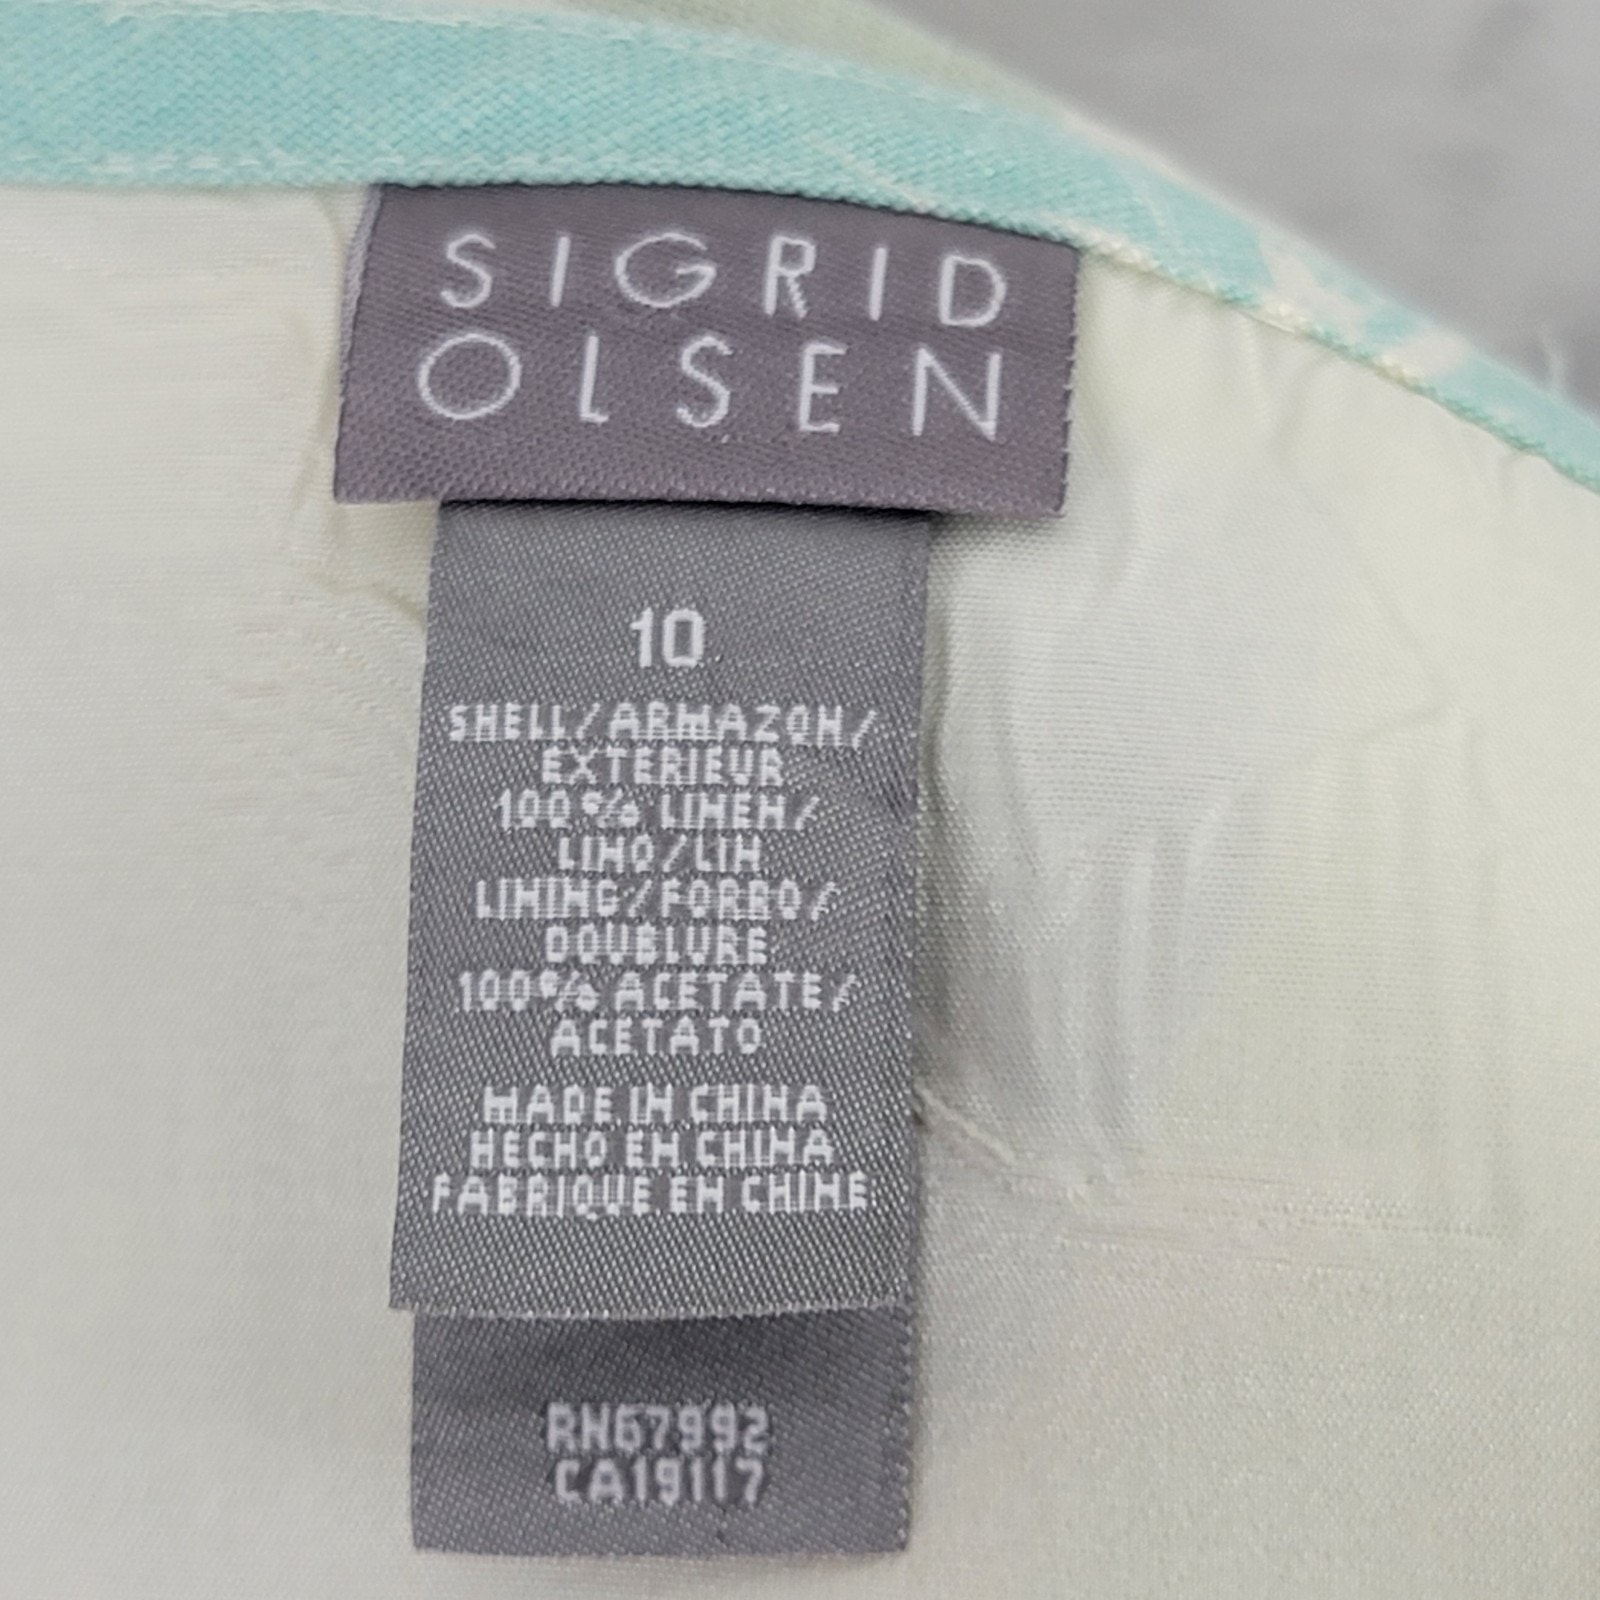 SIGRID
OLSEN
10
SHELL/ARMAZON/
EXTERIEUR
100% LINEN/
LINO/LIN
LINING/FORRO/
DOUBLURE
100% ACETATE/
ACETATO
MADE IN CHINA
HECHO EN CHINA
FABRIQUE EN CHINE
RN67992
CA19117